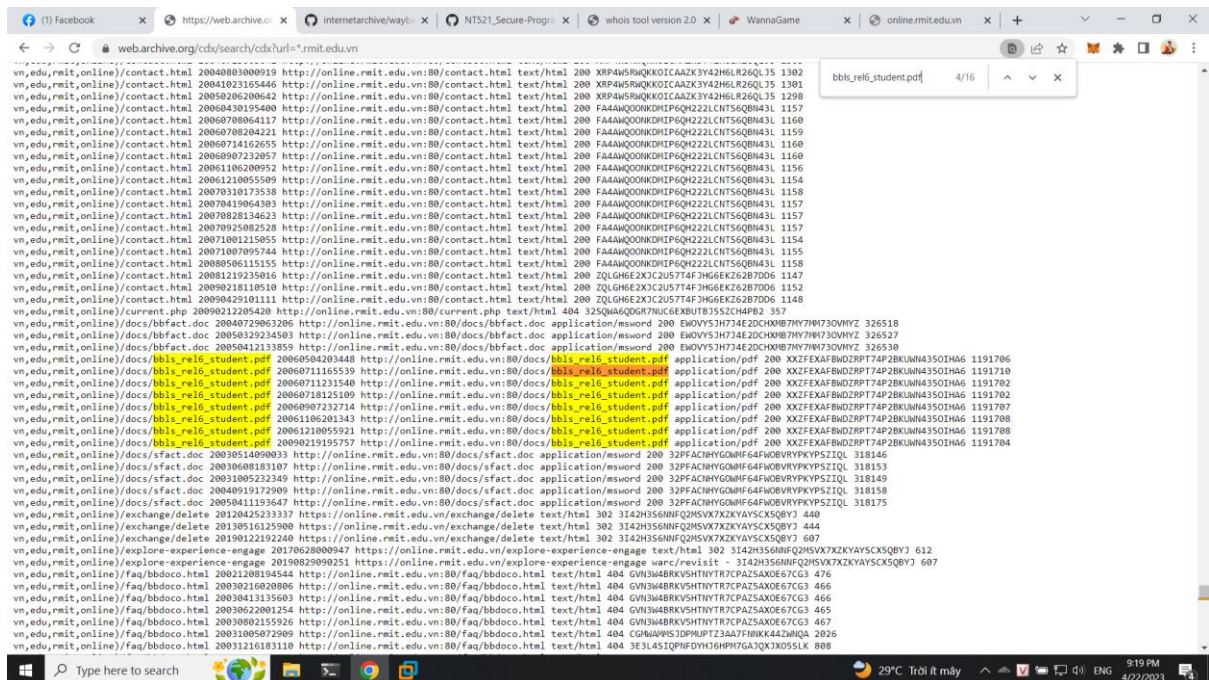 (1) Facebook
https://web.archive.or
internetarchive/wayba
NT521_Secure-Progra
whois tool version 2.0
WannaGame
online.rmit.edu.vn
web.archive.org/cdx/search/cdx?url=*.rmit.edu.vn
bbls_rel6_student.pdf 4/16
vn,edu,rmit,online)/contact.html 20040803000919 http://online.rmit.edu.vn:80/contact.html text/html 200 XRP4W5RWQKKOICAAZK3Y42H6LR26QLJ5 1302
vn,edu,rmit,online)/contact.html 20041023165446 http://online.rmit.edu.vn:80/contact.html text/html 200 XRP4W5RWQKKOICAAZK3Y42H6LR26QLJ5 1301
vn,edu,rmit,online)/contact.html 20050206200642 http://online.rmit.edu.vn:80/contact.html text/html 200 XRP4W5RWQKKOICAAZK3Y42H6LR26QLJ5 1298
vn,edu,rmit,online)/contact.html 20060430195400 http://online.rmit.edu.vn:80/contact.html text/html 200 FA4AWQOONKDMIP6QH222LCNTS6QBN43L 1157
vn,edu,rmit,online)/contact.html 20060708064117 http://online.rmit.edu.vn:80/contact.html text/html 200 FA4AWQOONKDMIP6QH222LCNTS6QBN43L 1160
vn,edu,rmit,online)/contact.html 20060708204221 http://online.rmit.edu.vn:80/contact.html text/html 200 FA4AWQOONKDMIP6QH222LCNTS6QBN43L 1159
vn,edu,rmit,online)/contact.html 20060714162655 http://online.rmit.edu.vn:80/contact.html text/html 200 FA4AWQOONKDMIP6QH222LCNTS6QBN43L 1160
vn,edu,rmit,online)/contact.html 20060907232057 http://online.rmit.edu.vn:80/contact.html text/html 200 FA4AWQOONKDMIP6QH222LCNTS6QBN43L 1160
vn,edu,rmit,online)/contact.html 20061106200952 http://online.rmit.edu.vn:80/contact.html text/html 200 FA4AWQOONKDMIP6QH222LCNTS6QBN43L 1156
vn,edu,rmit,online)/contact.html 20061210055509 http://online.rmit.edu.vn:80/contact.html text/html 200 FA4AWQOONKDMIP6QH222LCNTS6QBN43L 1154
vn,edu,rmit,online)/contact.html 20070310173538 http://online.rmit.edu.vn:80/contact.html text/html 200 FA4AWQOONKDMIP6QH222LCNTS6QBN43L 1158
vn,edu,rmit,online)/contact.html 20070419064303 http://online.rmit.edu.vn:80/contact.html text/html 200 FA4AWQOONKDMIP6QH222LCNTS6QBN43L 1157
vn,edu,rmit,online)/contact.html 20070828134623 http://online.rmit.edu.vn:80/contact.html text/html 200 FA4AWQOONKDMIP6QH222LCNTS6QBN43L 1157
vn,edu,rmit,online)/contact.html 20070925082528 http://online.rmit.edu.vn:80/contact.html text/html 200 FA4AWQOONKDMIP6QH222LCNTS6QBN43L 1157
vn,edu,rmit,online)/contact.html 20071001215055 http://online.rmit.edu.vn:80/contact.html text/html 200 FA4AWQOONKDMIP6QH222LCNTS6QBN43L 1154
vn,edu,rmit,online)/contact.html 20071007095744 http://online.rmit.edu.vn:80/contact.html text/html 200 FA4AWQOONKDMIP6QH222LCNTS6QBN43L 1155
vn,edu,rmit,online)/contact.html 20080506115155 http://online.rmit.edu.vn:80/contact.html text/html 200 FA4AWQOONKDMIP6QH222LCNTS6QBN43L 1158
vn,edu,rmit,online)/contact.html 20081219235016 http://online.rmit.edu.vn:80/contact.html text/html 200 ZQLGH6E2XJC2U57T4FJHG6EKZ62B7DD6 1147
vn,edu,rmit,online)/contact.html 20090218110510 http://online.rmit.edu.vn:80/contact.html text/html 200 ZQLGH6E2XJC2U57T4FJHG6EKZ62B7DD6 1152
vn,edu,rmit,online)/contact.html 20090429101111 http://online.rmit.edu.vn:80/contact.html text/html 200 ZQLGH6E2XJC2U57T4FJHG6EKZ62B7DD6 1148
vn,edu,rmit,online)/current.php 20090212205420 http://online.rmit.edu.vn:80/current.php text/html 404 32SQWA6QDGR7NUC6EXBUTBJ5SZCH4PB2 357
vn,edu,rmit,online)/docs/bbfact.doc 20040729063206 http://online.rmit.edu.vn:80/docs/bbfact.doc application/msword 200 EWOVY5JH7J4E2DCHXMB7MY7MM73OVMYZ 326518
vn,edu,rmit,online)/docs/bbfact.doc 20050329234503 http://online.rmit.edu.vn:80/docs/bbfact.doc application/msword 200 EWOVY5JH7J4E2DCHXMB7MY7MM73OVMYZ 326527
vn,edu,rmit,online)/docs/bbfact.doc 20050412133859 http://online.rmit.edu.vn:80/docs/bbfact.doc application/msword 200 EWOVY5JH7J4E2DCHXMB7MY7MM73OVMYZ 326530
vn,edu,rmit,online)/docs/bbls_rel6_student.pdf 20060504203448 http://online.rmit.edu.vn:80/docs/bbls_rel6_student.pdf application/pdf 200 XXZFEXAFBWDZRPT74P2BKUWN435OIHA6 1191706
vn,edu,rmit,online)/docs/bbls_rel6_student.pdf 20060711165539 http://online.rmit.edu.vn:80/docs/bbls_rel6_student.pdf application/pdf 200 XXZFEXAFBWDZRPT74P2BKUWN435OIHA6 1191710
vn,edu,rmit,online)/docs/bbls_rel6_student.pdf 20060711231540 http://online.rmit.edu.vn:80/docs/bbls_rel6_student.pdf application/pdf 200 XXZFEXAFBWDZRPT74P2BKUWN435OIHA6 1191702
vn,edu,rmit,online)/docs/bbls_rel6_student.pdf 20060718125109 http://online.rmit.edu.vn:80/docs/bbls_rel6_student.pdf application/pdf 200 XXZFEXAFBWDZRPT74P2BKUWN435OIHA6 1191702
vn,edu,rmit,online)/docs/bbls_rel6_student.pdf 20060907232714 http://online.rmit.edu.vn:80/docs/bbls_rel6_student.pdf application/pdf 200 XXZFEXAFBWDZRPT74P2BKUWN435OIHA6 1191707
vn,edu,rmit,online)/docs/bbls_rel6_student.pdf 20061106201343 http://online.rmit.edu.vn:80/docs/bbls_rel6_student.pdf application/pdf 200 XXZFEXAFBWDZRPT74P2BKUWN435OIHA6 1191708
vn,edu,rmit,online)/docs/bbls_rel6_student.pdf 20061210055921 http://online.rmit.edu.vn:80/docs/bbls_rel6_student.pdf application/pdf 200 XXZFEXAFBWDZRPT74P2BKUWN435OIHA6 1191708
vn,edu,rmit,online)/docs/bbls_rel6_student.pdf 20090219195757 http://online.rmit.edu.vn:80/docs/bbls_rel6_student.pdf application/pdf 200 XXZFEXAFBWDZRPT74P2BKUWN435OIHA6 1191704
vn,edu,rmit,online)/docs/sfact.doc 20030514090033 http://online.rmit.edu.vn:80/docs/sfact.doc application/msword 200 32PFACNHYGOWMF64FWOBVRYPKYPSZIQL 318146
vn,edu,rmit,online)/docs/sfact.doc 20030608183107 http://online.rmit.edu.vn:80/docs/sfact.doc application/msword 200 32PFACNHYGOWMF64FWOBVRYPKYPSZIQL 318153
vn,edu,rmit,online)/docs/sfact.doc 20031005232349 http://online.rmit.edu.vn:80/docs/sfact.doc application/msword 200 32PFACNHYGOWMF64FWOBVRYPKYPSZIQL 318149
vn,edu,rmit,online)/docs/sfact.doc 20040919172909 http://online.rmit.edu.vn:80/docs/sfact.doc application/msword 200 32PFACNHYGOWMF64FWOBVRYPKYPSZIQL 318158
vn,edu,rmit,online)/docs/sfact.doc 20050411193647 http://online.rmit.edu.vn:80/docs/sfact.doc application/msword 200 32PFACNHYGOWMF64FWOBVRYPKYPSZIQL 318175
vn,edu,rmit,online)/exchange/delete 20120425233337 https://online.rmit.edu.vn/exchange/delete text/html 302 3I42H3S6NNFQ2MSVX7XZKYAYSCX5QBYJ 440
vn,edu,rmit,online)/exchange/delete 20130516125900 https://online.rmit.edu.vn/exchange/delete text/html 302 3I42H3S6NNFQ2MSVX7XZKYAYSCX5QBYJ 444
vn,edu,rmit,online)/exchange/delete 20190122192240 https://online.rmit.edu.vn/exchange/delete text/html 302 3I42H3S6NNFQ2MSVX7XZKYAYSCX5QBYJ 607
vn,edu,rmit,online)/explore-experience-engage 20170628000947 https://online.rmit.edu.vn/explore-experience-engage text/html 302 3I42H3S6NNFQ2MSVX7XZKYAYSCX5QBYJ 612
vn,edu,rmit,online)/explore-experience-engage 20190829090251 https://online.rmit.edu.vn/explore-experience-engage warc/revisit - 3I42H3S6NNFQ2MSVX7XZKYAYSCX5QBYJ 607
vn,edu,rmit,online)/faq/bbdoco.html 20021208194544 http://online.rmit.edu.vn:80/faq/bbdoco.html text/html 404 GVN3W4BRKV5HTNYTR7CPAZ5AXOE67CG3 476
vn,edu,rmit,online)/faq/bbdoco.html 20030216020806 http://online.rmit.edu.vn:80/faq/bbdoco.html text/html 404 GVN3W4BRKV5HTNYTR7CPAZ5AXOE67CG3 466
vn,edu,rmit,online)/faq/bbdoco.html 20030413135603 http://online.rmit.edu.vn:80/faq/bbdoco.html text/html 404 GVN3W4BRKV5HTNYTR7CPAZ5AXOE67CG3 466
vn,edu,rmit,online)/faq/bbdoco.html 20030622001254 http://online.rmit.edu.vn:80/faq/bbdoco.html text/html 404 GVN3W4BRKV5HTNYTR7CPAZ5AXOE67CG3 465
vn,edu,rmit,online)/faq/bbdoco.html 20030802155926 http://online.rmit.edu.vn:80/faq/bbdoco.html text/html 404 GVN3W4BRKV5HTNYTR7CPAZ5AXOE67CG3 467
vn,edu,rmit,online)/faq/bbdoco.html 20031005072909 http://online.rmit.edu.vn:80/faq/bbdoco.html text/html 404 CGMWAMMSJDPMUPTZ3AA7FNNKK44ZWNQA 2026
vn,edu,rmit,online)/faq/bbdoco.html 20031216183110 http://online.rmit.edu.vn:80/faq/bbdoco.html text/html 404 3E3L45IQPNFDYHJ6HPM7GAJQXJXO5SLK 808
Type here to search
29°C Trời ít mây
ENG
9:19 PM
4/22/2023